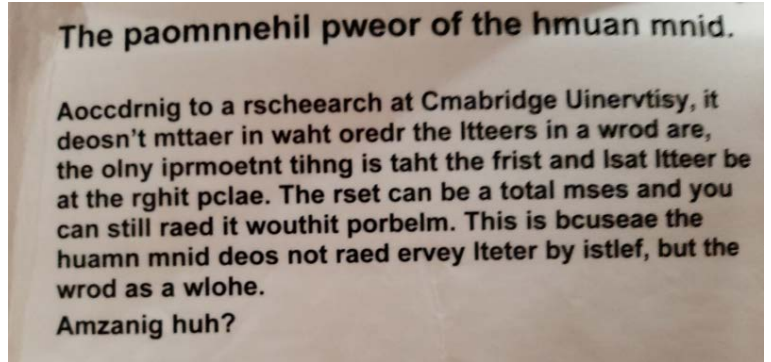 The paomnnehil pweor of the hmuan mnid.
Aoccdrnig to a rscheearch at Cmabridge Uinervtisy, it
deosn't mttaer in waht oredr the ltteers in a wrod are,
the olny iprmoetnt tihng is taht the frist and lsat ltteer be
at the rghit pclae. The rset can be a total mses and you
can still raed it wouthit porbelm. This is bcuseae the
huamn mnid deos not raed ervey lteter by istlef, but the
wrod as a wlohe.
Amzanig huh?